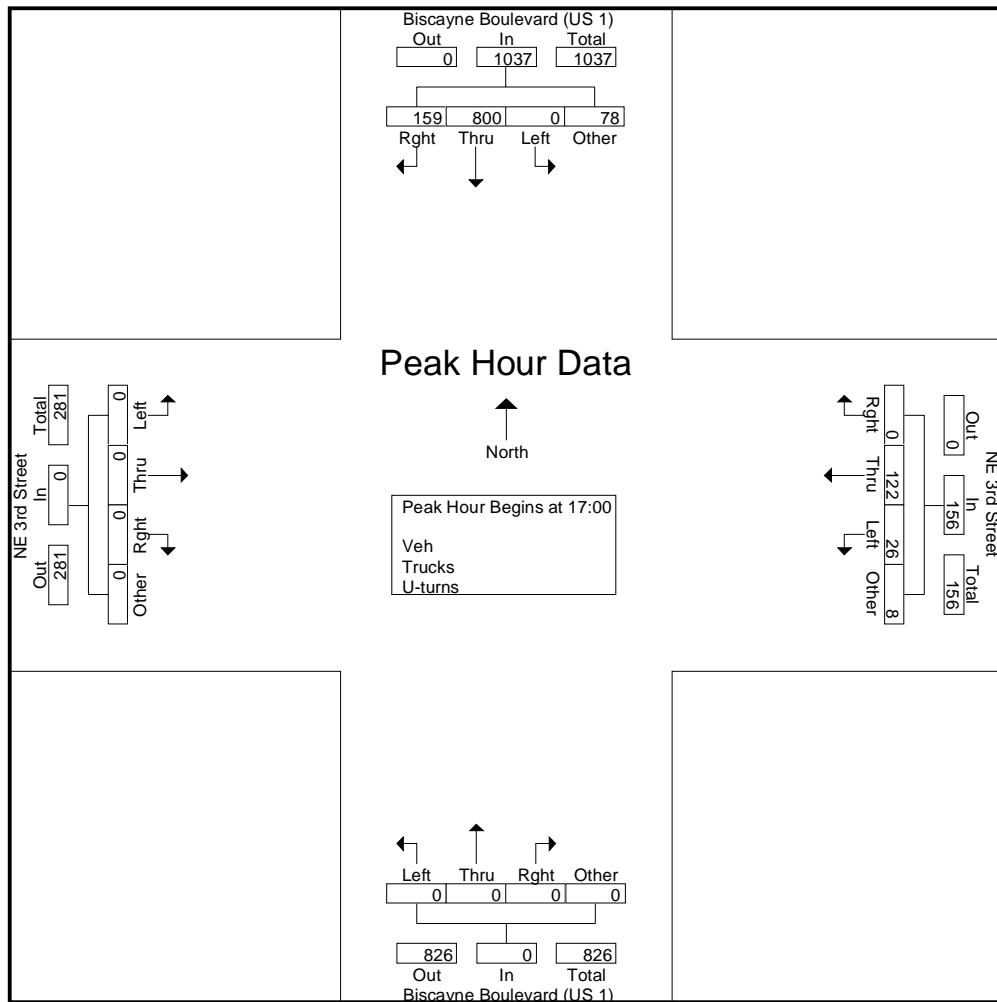 Biscayne Boulevard (US 1)
Out In Total
0 1037 1037
159 800 0 78
Rght Thru Left Other
Peak Hour Data
North
Peak Hour Begins at 17:00
Veh
Trucks
U-turns
NE 3rd Street
Total In Out
281 0 281
0 0 0 0
Left Thru Rght Other
Rght Thru Left Other
0 122 26 8
Out In Total
0 156 156
NE 3rd Street
Left Thru Rght Other
0 0 0 0
826 0 826
Out In Total
Biscayne Boulevard (US 1)